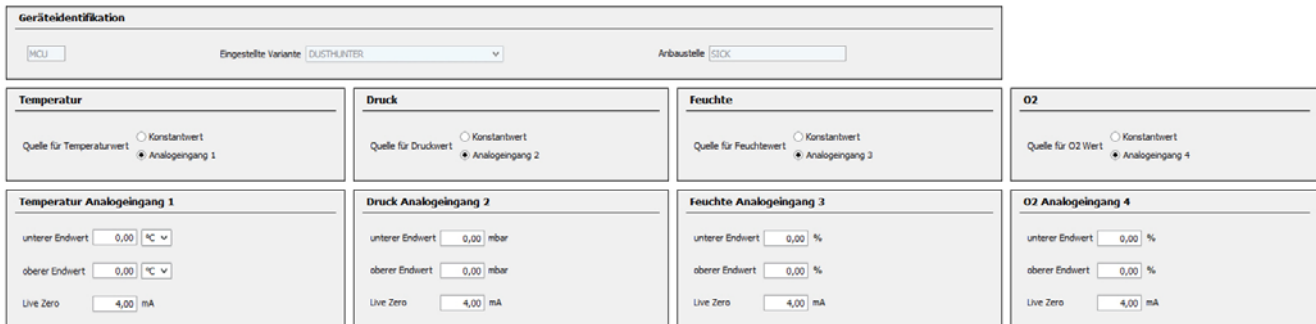 Geräteidentifikation
MCU Eingestellte Variante DUSTHUNTER Anbaustelle SICK
Temperatur Druck Feuchte O2
Konstantwert Konstantwert Konstantwert Konstantwert
Quelle für Temperaturwert Quelle für Druckwert Quelle für Feuchtewert Quelle für O2 Wert
Analogeingang 1 Analogeingang 2 Analogeingang 3 Analogeingang 4
Temperatur Analogeingang 1 Druck Analogeingang 2 Feuchte Analogeingang 3 O2 Analogeingang 4
unterer Endwert 0,00 °C unterer Endwert 0,00 mbar unterer Endwert 0,00 % unterer Endwert 0,00 %
oberer Endwert 0,00 °C oberer Endwert 0,00 mbar oberer Endwert 0,00 % oberer Endwert 0,00 %
Live Zero 4,00 mA Live Zero 4,00 mA Live Zero 4,00 mA Live Zero 4,00 mA